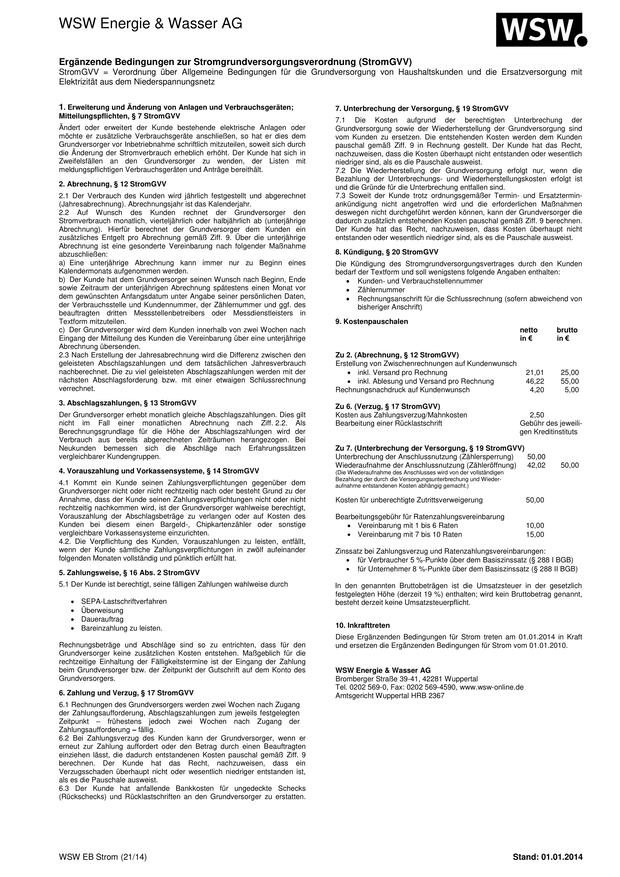 WSW Energie & Wasser AG
WSW.
Ergänzende Bedingungen zur Stromgrundversorgungsverordnung (StromGVV)
StromGVV = Verordnung über Allgemeine Bedingungen für die Grundversorgung von Haushaltskunden und die Ersatzversorgung mit
Elektrizität aus dem Niederspannungsnetz
1. Erweiterung und Änderung von Anlagen und Verbrauchsgeräten;
Mitteilungspflichten, § 7 StromGVV
Ändert oder erweitert der Kunde bestehende elektrische Anlagen oder
möchte er zusätzliche Verbrauchsgeräte anschließen, so hat er dies dem
Grundversorger vor Inbetriebnahme schriftlich mitzuteilen, soweit sich durch
die Änderung der Stromverbrauch erheblich erhöht. Der Kunde hat sich in
Zweifelsfällen an den Grundversorger zu wenden, der Listen mit
meldungspflichtigen Verbrauchsgeräten und Anträge bereithält.
2. Abrechnung, § 12 StromGVV
2.1 Der Verbrauch des Kunden wird jährlich festgestellt und abgerechnet
(Jahresabrechnung), Abrechnungsjahr ist das Kalenderjahr.
2.2 Auf Wunsch des Kunden rechnet der Grundversorger den
Stromverbrauch monatlich, vierteljährlich oder halbjährlich ab (unterjährige
Abrechnung). Hierfür berechnet der Grundversorger dem Kunden ein
zusätzliches Entgelt pro Abrechnung gemäß Ziff. 9. Über die unterjährige
Abrechnung ist eine gesonderte Vereinbarung nach folgender Maßnahme
abzuschließen:
a) Eine unterjährige Abrechnung kann immer nur zu Beginn eines
Kalendermonats aufgenommen werden.
b) Der Kunde hat dem Grundversorger seinen Wunsch nach Beginn, Ende
sowie Zeitraum der unterjährigen Abrechnung spätestens einen Monat vor
dem gewünschten Anfangsdatum unter Angabe seiner persönlichen Daten,
der Verbrauchsstelle und Kundennummer, der Zählernummer und ggf. des
beauftragten dritten Messstellenbetreibers oder Messdienstleisters in
Textform mitzuteilen.
c) Der Grundversorger wird dem Kunden innerhalb von zwei Wochen nach
Eingang der Mitteilung des Kunden die Vereinbarung über eine unterjährige
Abrechnung übersenden.
2.3 Nach Erstellung der Jahresabrechnung wird die Differenz zwischen den
geleisteten Abschlagszahlungen und dem tatsächlichen Jahresverbrauch
nachberechnet. Die zu viel geleisteten Abschlagszahlungen werden mit der
nächsten Abschlagsforderung bzw. mit einer etwaigen Schlussrechnung
verrechnet.
3. Abschlagszahlungen, § 13 StromGVV
Der Grundversorger erhebt monatlich gleiche Abschlagszahlungen. Dies gilt
nicht im Fall einer monatlichen Abrechnung nach Ziff. 2.2. Als
Berechnungsgrundlage für die Höhe der Abschlagszahlungen wird der
Verbrauch aus bereits abgerechneten Zeiträumen herangezogen. Bei
Neukunden bemessen sich die Abschläge nach Erfahrungssätzen
vergleichbarer Kundengruppen.
4. Vorauszahlung und Vorkassensysteme, § 14 StromGVV
4.1 Kommt ein Kunde seinen Zahlungsverpflichtungen gegenüber dem
Grundversorger nicht oder nicht rechtzeitig nach oder besteht Grund zu der
Annahme, dass der Kunde seinen Zahlungsverpflichtungen nicht oder nicht
rechtzeitig nachkommen wird, ist der Grundversorger wahlweise berechtigt,
Vorauszahlung der Abschlagsbeträge zu verlangen oder auf Kosten des
Kunden bei diesem einen Bargeld-, Chipkartenzähler oder sonstige
vergleichbare Vorkassensysteme einzurichten.
4.2. Die Verpflichtung des Kunden, Vorauszahlungen zu leisten, entfällt,
wenn der Kunde sämtliche Zahlungsverpflichtungen in zwölf aufeinander
folgenden Monaten vollständig und pünktlich erfüllt hat.
5. Zahlungsweise, § 16 Abs. 2 StromGVV
5.1 Der Kunde ist berechtigt, seine fälligen Zahlungen wahlweise durch
• SEPA-Lastschriftverfahren
• Überweisung
• Dauerauftrag
• Bareinzahlung zu leisten.
Rechnungsbeträge und Abschläge sind so zu entrichten, dass für den
Grundversorger keine zusätzlichen Kosten entstehen. Maßgeblich für die
rechtzeitige Einhaltung der Fälligkeitstermine ist der Eingang der Zahlung
beim Grundversorger bzw. der Zeitpunkt der Gutschrift auf dem Konto des
Grundversorgers.
6. Zahlung und Verzug, § 17 StromGVV
6.1 Rechnungen des Grundversorgers werden zwei Wochen nach Zugang
der Zahlungsaufforderung, Abschlagszahlungen zum jeweils festgelegten
Zeitpunkt – frühestens jedoch zwei Wochen nach Zugang der
Zahlungsaufforderung – fällig.
6.2 Bei Zahlungsverzug des Kunden kann der Grundversorger, wenn er
erneut zur Zahlung auffordert oder den Betrag durch einen Beauftragten
einziehen lässt, die dadurch entstandenen Kosten pauschal gemäß Ziff. 9
berechnen. Der Kunde hat das Recht, nachzuweisen, dass ein
Verzugsschaden überhaupt nicht oder wesentlich niedriger entstanden ist,
als es die Pauschale ausweist.
6.3 Der Kunde hat anfallende Bankkosten für ungedeckte Schecks
(Rückschecks) und Rücklastschriften an den Grundversorger zu erstatten.
7. Unterbrechung der Versorgung, § 19 StromGVV
7.1 Die Kosten aufgrund der berechtigten Unterbrechung der
Grundversorgung sowie der Wiederherstellung der Grundversorgung sind
vom Kunden zu ersetzen. Die entstehenden Kosten werden dem Kunden
pauschal gemäß Ziff. 9 in Rechnung gestellt. Der Kunde hat das Recht,
nachzuweisen, dass die Kosten überhaupt nicht entstanden oder wesentlich
niedriger sind, als es die Pauschale ausweist.
7.2 Die Wiederherstellung der Grundversorgung erfolgt nur, wenn die
Bezahlung der Unterbrechungs- und Wiederherstellungskosten erfolgt ist
und die Gründe für die Unterbrechung entfallen sind.
7.3 Soweit der Kunde trotz ordnungsgemäßer Termin- und Ersatztermin-
ankündigung nicht angetroffen wird und die erforderlichen Maßnahmen
deswegen nicht durchgeführt werden können, kann der Grundversorger die
dadurch zusätzlich entstehenden Kosten pauschal gemäß Ziff. 9 berechnen.
Der Kunde hat das Recht, nachzuweisen, dass Kosten überhaupt nicht
entstanden oder wesentlich niedriger sind, als es die Pauschale ausweist.
8. Kündigung, § 20 StromGVV
Die Kündigung des Stromgrundversorgungsvertrages durch den Kunden
bedarf der Textform und soll wenigstens folgende Angaben enthalten:
• Kunden- und Verbrauchstellennummer
• Zählernummer
• Rechnungsanschrift für die Schlussrechnung (sofern abweichend von
bisheriger Anschrift)
9. Kostenpauschalen
netto brutto
in € in €
Zu 2. (Abrechnung, § 12 StromGVV)
Erstellung von Zwischenrechnungen auf Kundenwunsch
• inkl. Versand pro Rechnung 21,01 25,00
• inkl. Ablesung und Versand pro Rechnung 46,22 55,00
Rechnungsnachdruck auf Kundenwunsch 4,20 5,00
Zu 6. (Verzug, § 17 StromGVV)
Kosten aus Zahlungsverzug/Mahnkosten 2,50
Bearbeitung einer Rücklastschrift Gebühr des jeweili-
gen Kreditinstituts
Zu 7. (Unterbrechung der Versorgung, § 19 StromGVV)
Unterbrechung der Anschlussnutzung (Zählersperrung) 50,00
Wiederaufnahme der Anschlussnutzung (Zähleröffnung) 42,02 50,00
(Die Wiederaufnahme des Anschlusses wird von der vollständigen
Bezahlung der durch die Versorgungsunterbrechung und Wieder-
aufnahme entstandenen Kosten abhängig gemacht.)
Kosten für unberechtigte Zutrittsverweigerung 50,00
Bearbeitungsgebühr für Ratenzahlungsvereinbarung
• Vereinbarung mit 1 bis 6 Raten 10,00
• Vereinbarung mit 7 bis 10 Raten 15,00
Zinssatz bei Zahlungsverzug und Ratenzahlungsvereinbarungen:
• für Verbraucher 5 %-Punkte über dem Basiszinssatz (§ 288 I BGB)
• für Unternehmer 8 %-Punkte über dem Basiszinssatz (§ 288 II BGB)
In den genannten Bruttobeträgen ist die Umsatzsteuer in der gesetzlich
festgelegten Höhe (derzeit 19 %) enthalten; wird kein Bruttobetrag genannt,
besteht derzeit keine Umsatzsteuerpflicht.
10. Inkrafttreten
Diese Ergänzenden Bedingungen für Strom treten am 01.01.2014 in Kraft
und ersetzen die Ergänzenden Bedingungen für Strom vom 01.01.2010.
WSW Energie & Wasser AG
Bromberger Straße 39-41, 42281 Wuppertal
Tel. 0202 569-0, Fax: 0202 569-4590, www.wsw-online.de
Amtsgericht Wuppertal HRB 2367
WSW EB Strom (21/14)
Stand: 01.01.2014